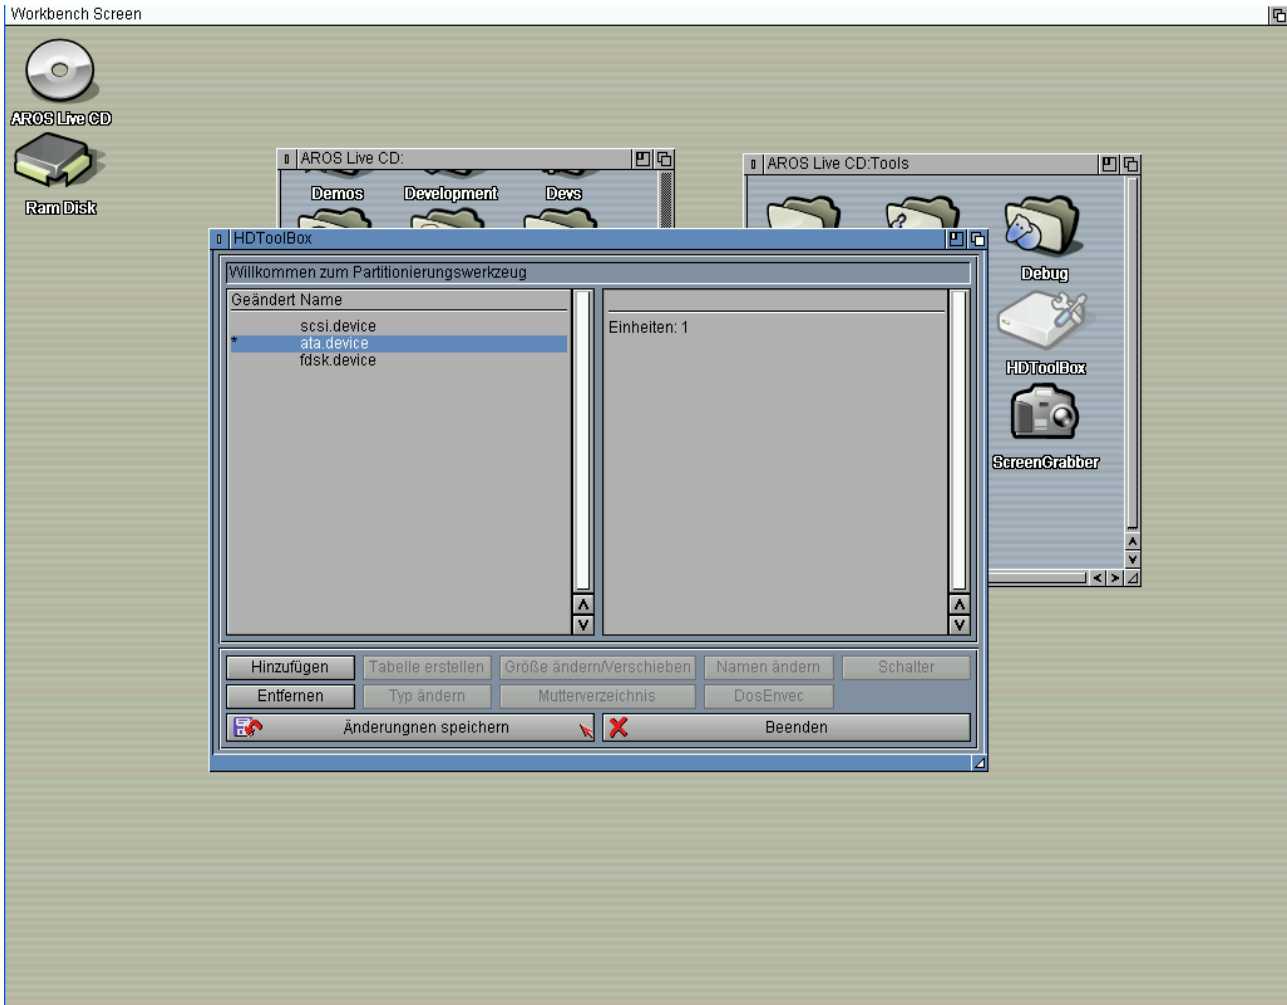 Workbench Screen
AROS Live CD
Ram Disk
AROS Live CD:
Demos Development Devs
AROS Live CD:Tools
Debug
HDToolBox
ScreenGrabber
HDToolBox
Willkommen zum Partitionierungswerkzeug
Geändert Name
scsi.device
* ata.device
fdsk.device
Einheiten: 1
Hinzufügen Tabelle erstellen Größe ändern/Verschieben Namen ändern Schalter
Entfernen Typ ändern Mutterverzeichnis DosEnvec
Änderungnen speichern Beenden